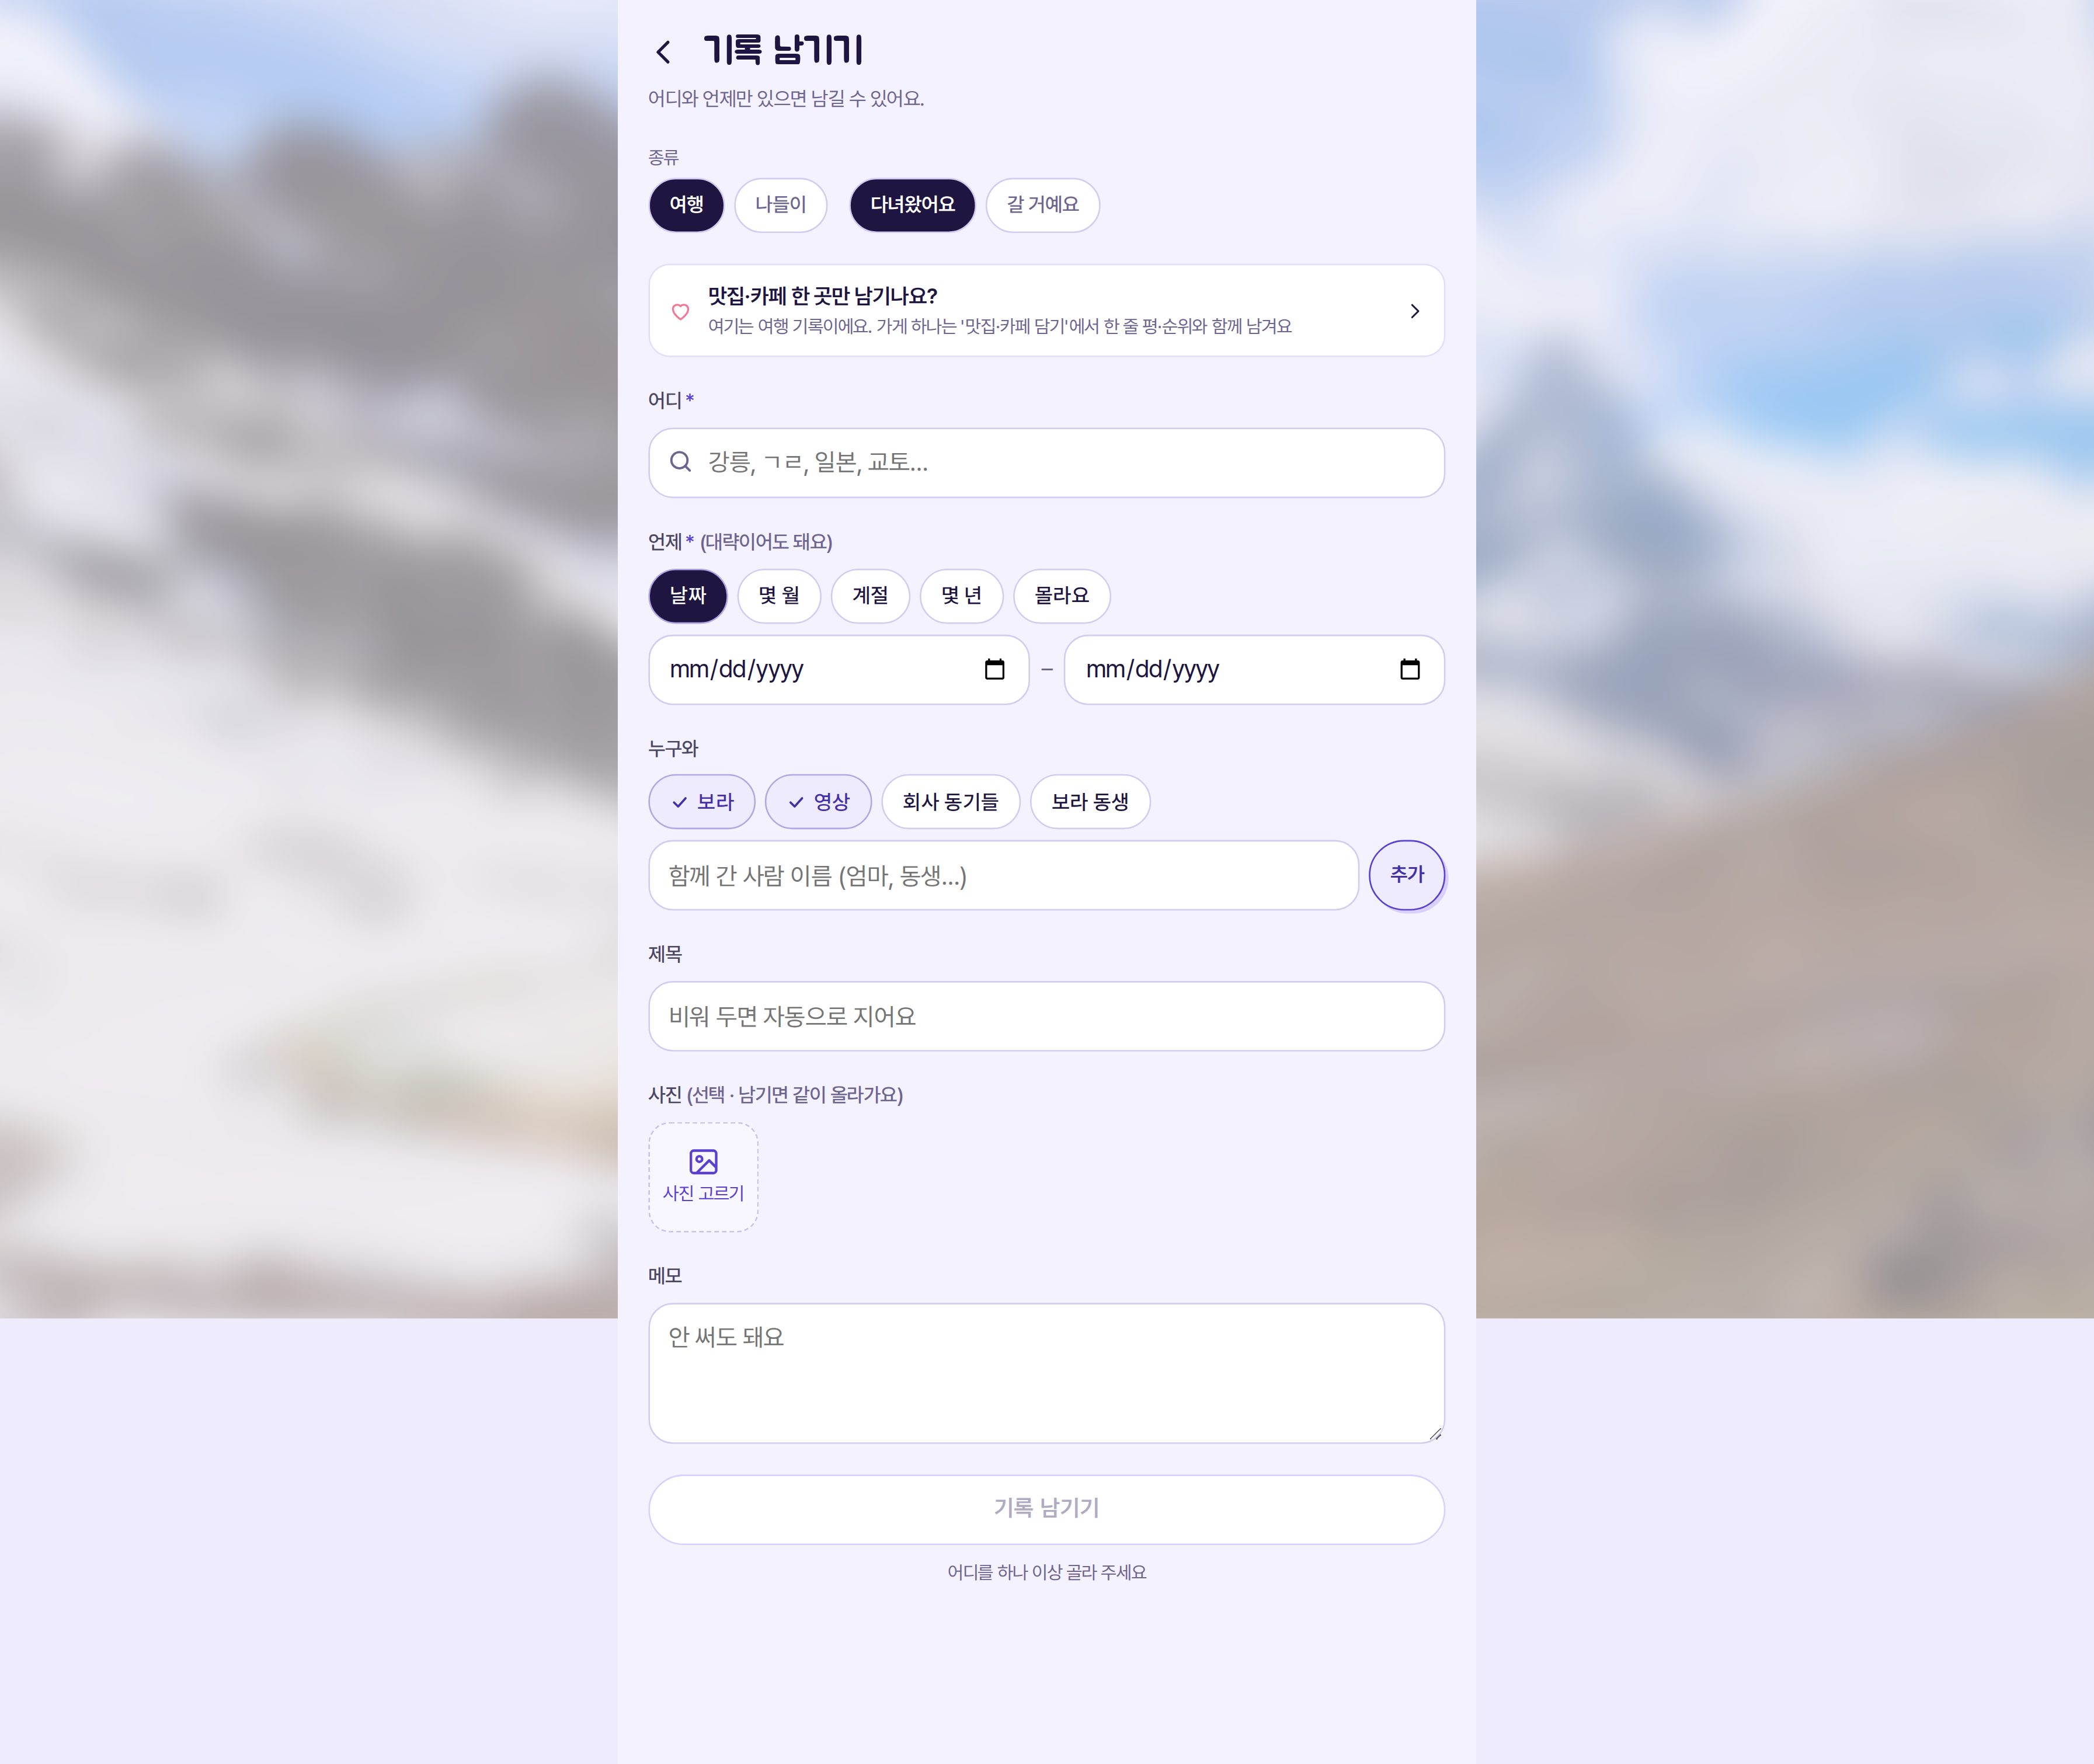 기록 남기기
어디와 언제만 있으면 남길 수 있어요.
종류
여행 나들이 다녀왔어요 갈 거예요
맛집·카페 한 곳만 남기나요?
여기는 여행 기록이에요. 가게 하나는 '맛집·카페 담기'에서 한 줄 평·순위와 함께 남겨요
어디 *
강릉, ㄱㄹ, 일본, 교토...
언제 * (대략이어도 돼요)
날짜 몇 월 계절 몇 년 몰라요
mm/dd/yyyy – mm/dd/yyyy
누구와
보라 영상 회사 동기들 보라 동생
함께 간 사람 이름 (엄마, 동생...) 추가
제목
비워 두면 자동으로 지어요
사진 (선택 · 남기면 같이 올라가요)
사진 고르기
메모
안 써도 돼요
기록 남기기
어디를 하나 이상 골라 주세요